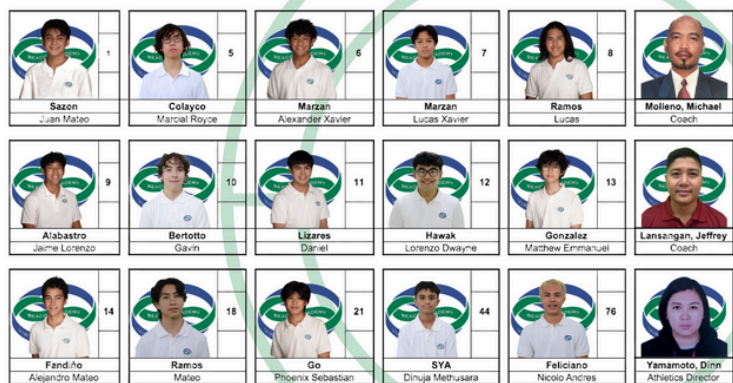 1
Sazon
Juan Mateo
5
Colayco
Marcial Royce
6
Marzan
Alexander Xavier
7
Marzan
Lucas Xavier
8
Ramos
Lucas
Molleno, Michael
Coach
9
Alabastro
Jaime Lorenzo
10
Bertotto
Gavin
11
Lizares
Daniel
12
Hawak
Lorenzo Dwayne
13
Gonzalez
Matthew Emmanuel
Lansangan, Jeffrey
Coach
14
Fandiño
Alejandro Mateo
18
Ramos
Mateo
21
Go
Phoenix Sebastian
44
SYA
Dinuja Methusara
76
Feliciano
Nicolo Andres
Yamamoto, Dinn
Athletics Director